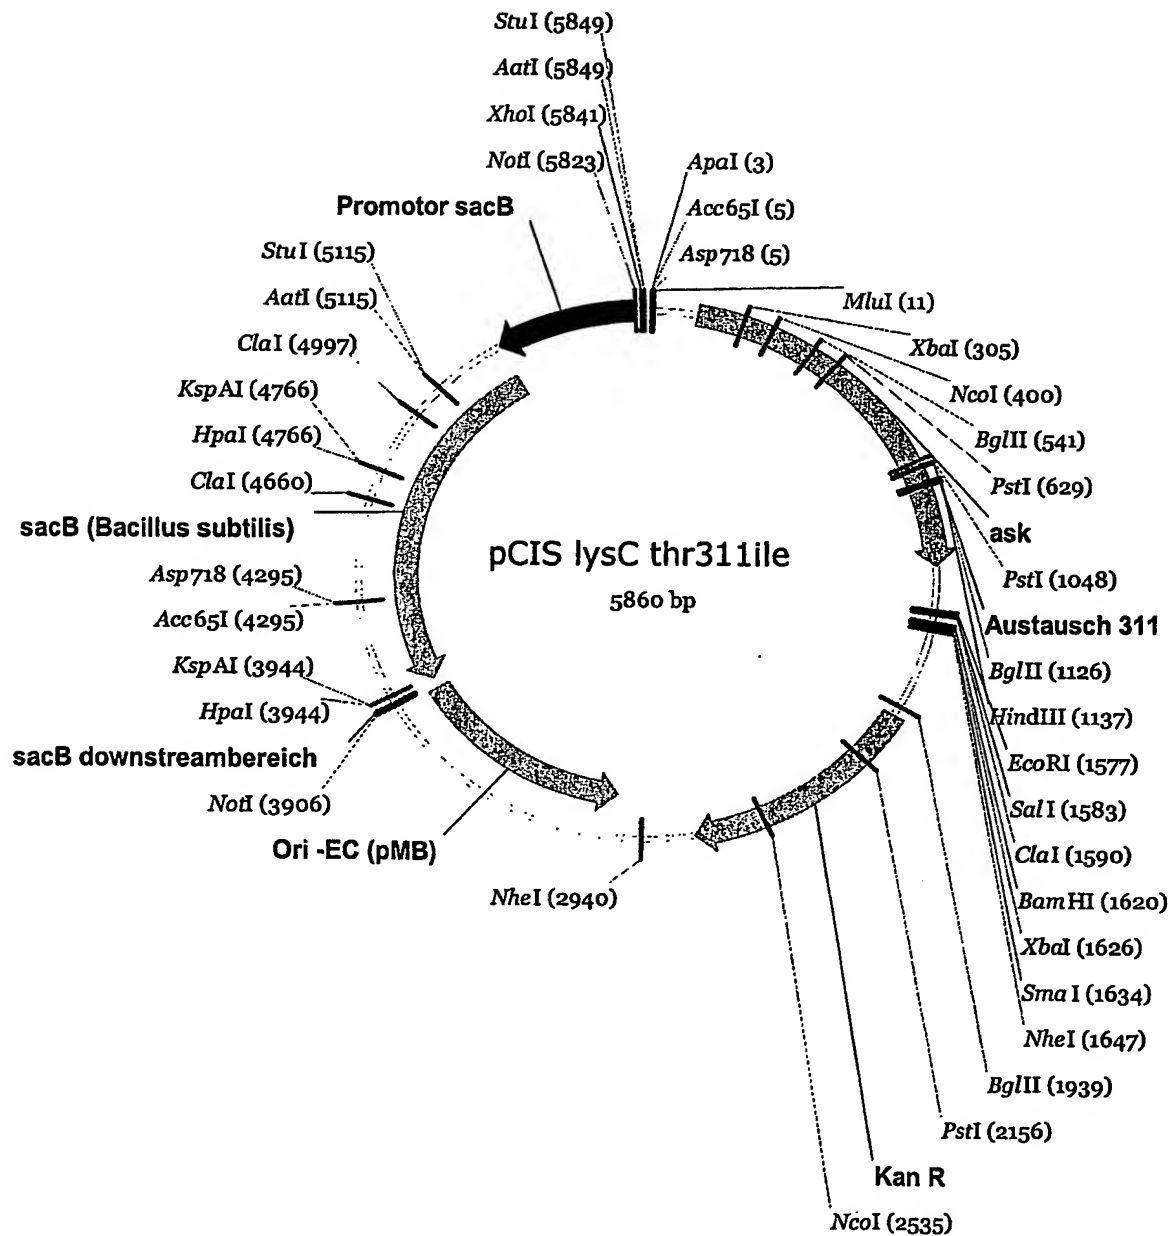 StuI (5849)
AatI (5849)
XhoI (5841)
NotI (5823)
ApaI (3)
Acc65I (5)
Promotor sacB
Asp718 (5)
StuI (5115)
AatI (5115)
MluI (11)
ClaI (4997)
XbaI (305)
KspAI (4766)
NcoI (400)
HpaI (4766)
BglII (541)
ClaI (4660)
PstI (629)
sacB (Bacillus subtilis)
ask
pCIS lysC thr311ile
5860 bp
Asp718 (4295)
PstI (1048)
Acc65I (4295)
Austausch 311
KspAI (3944)
BglII (1126)
HpaI (3944)
HindIII (1137)
sacB downstreambereich
EcoRI (1577)
NotI (3906)
SalI (1583)
Ori -EC (pMB)
ClaI (1590)
NheI (2940)
BamHI (1620)
XbaI (1626)
SmaI (1634)
NheI (1647)
BglII (1939)
PstI (2156)
Kan R
NcoI (2535)